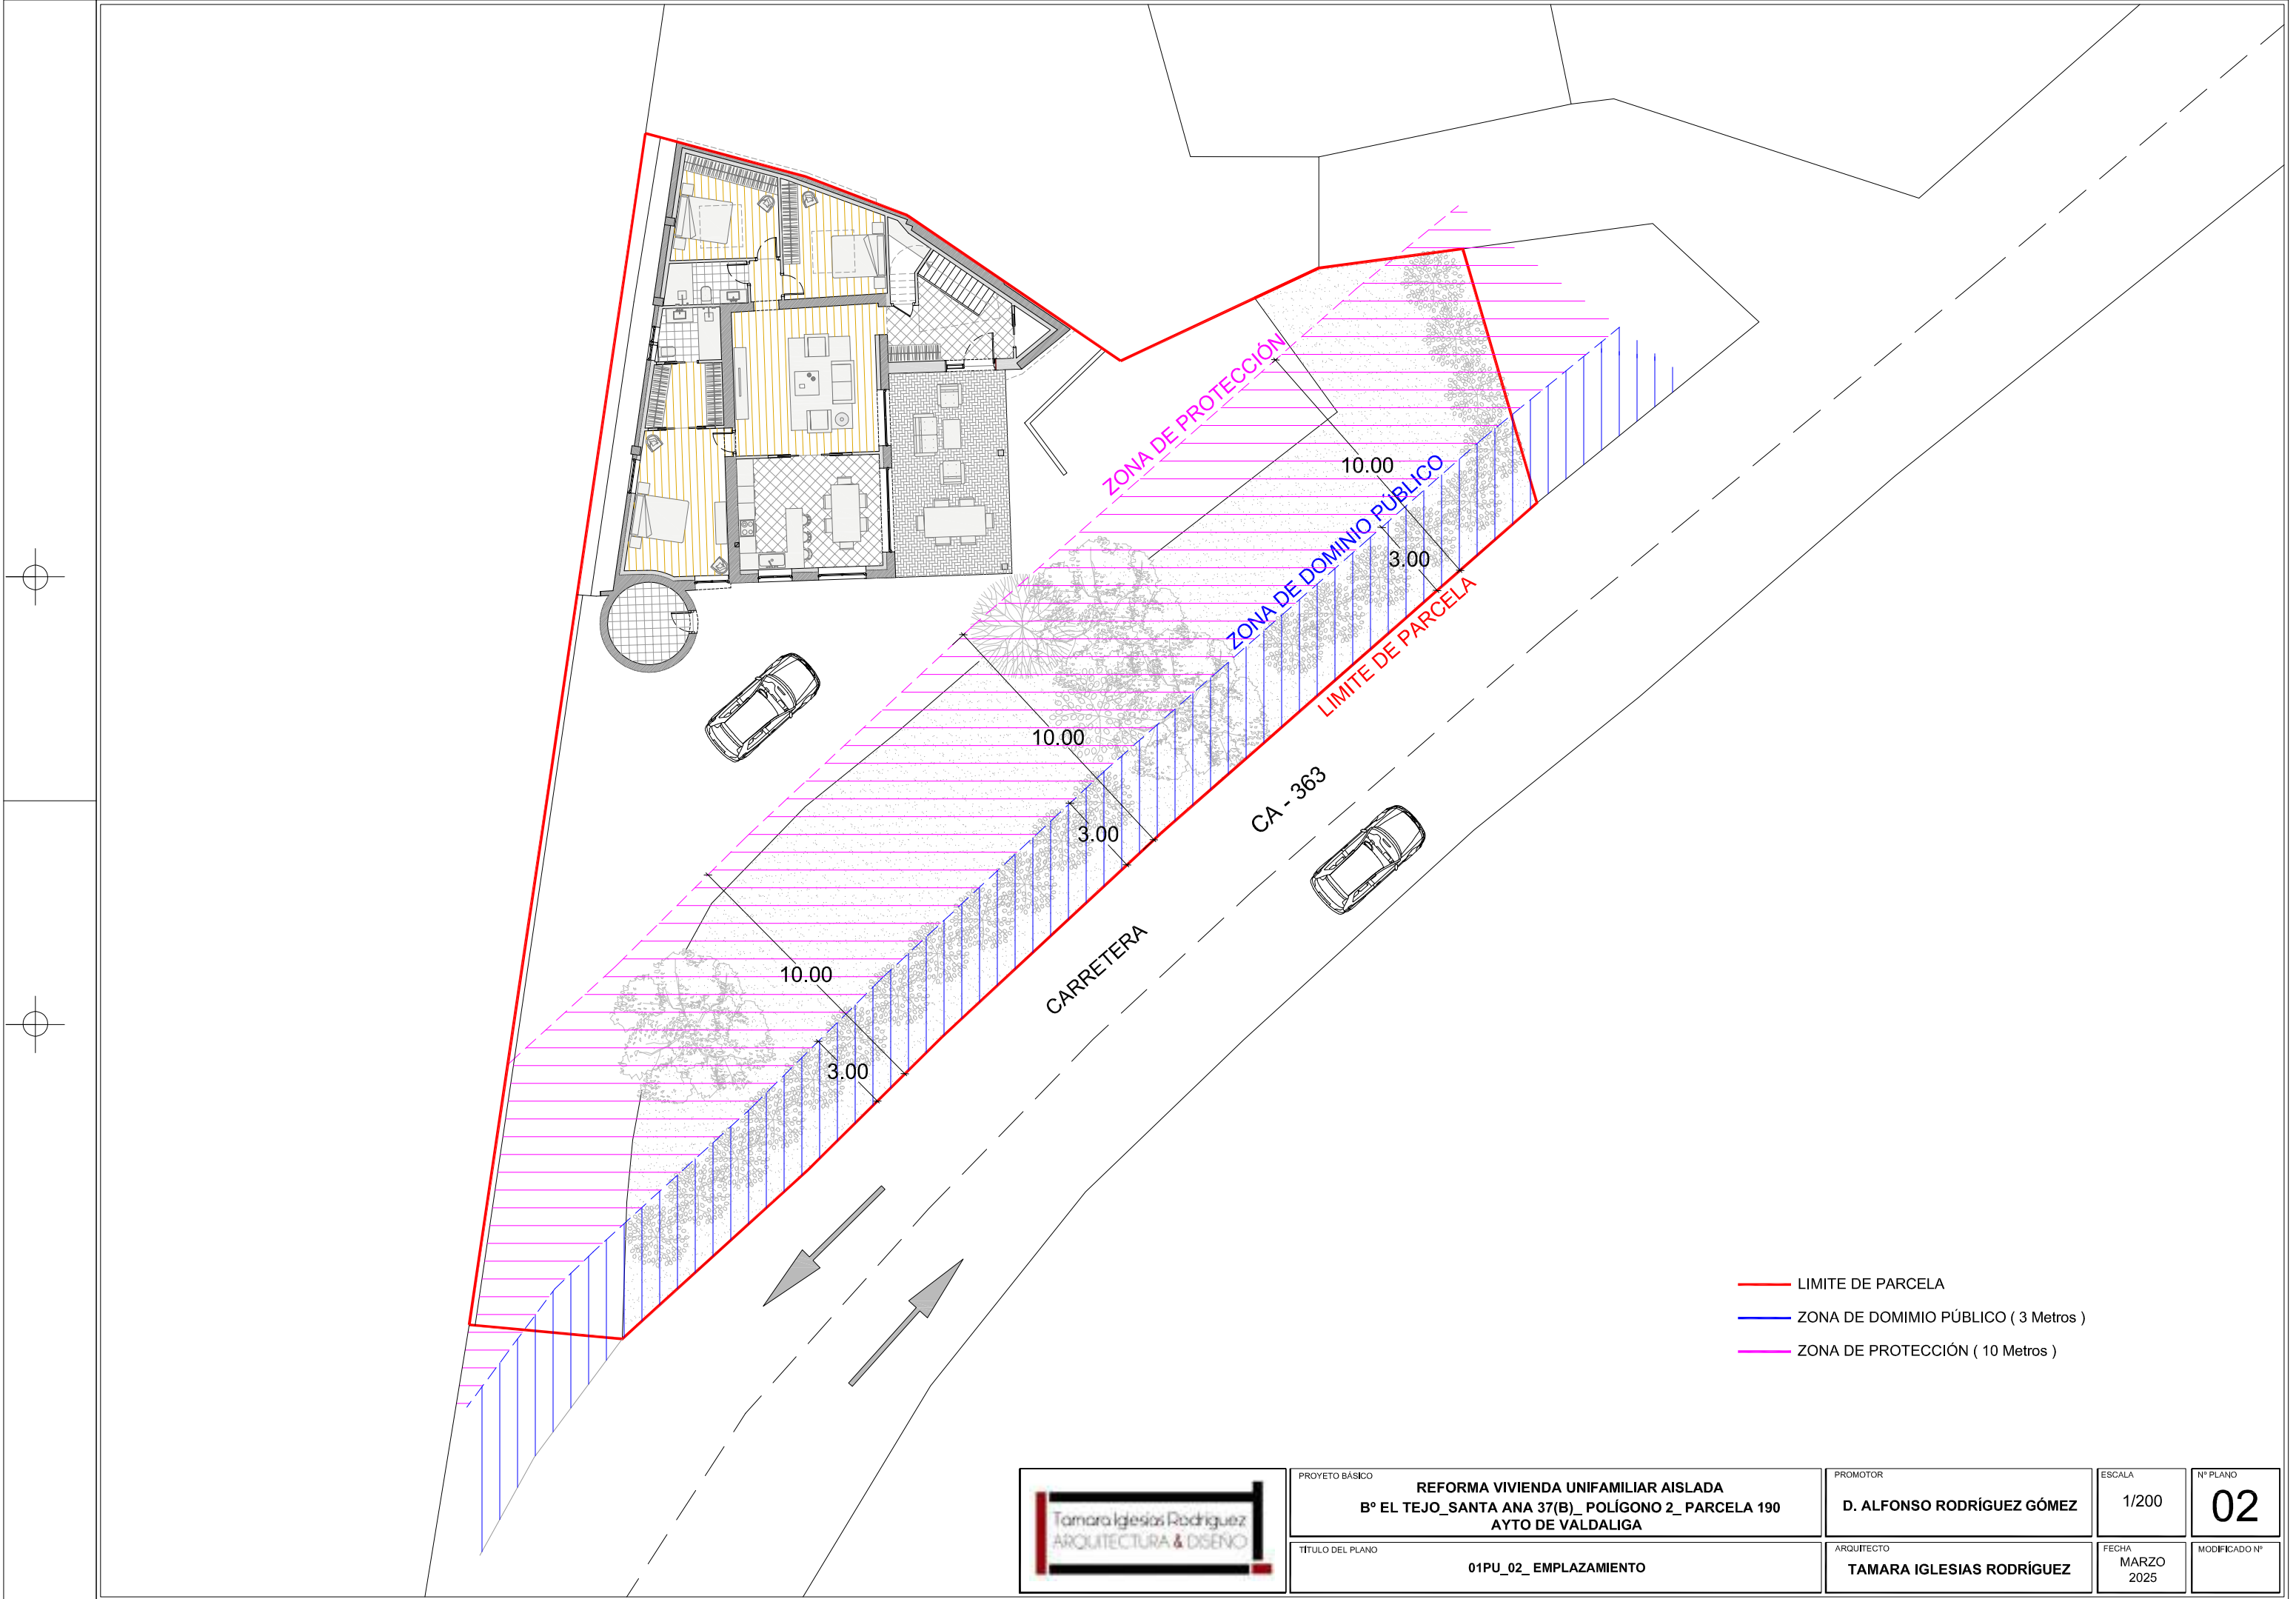 ZONA DE PROTECCIÓN
10.00
ZONA DE DOMINIO PÚBLICO
3.00
LIMITE DE PARCELA
10.00
3.00
CA - 363
CARRETERA
10.00
3.00
LIMITE DE PARCELA
ZONA DE DOMIMIO PÚBLICO ( 3 Metros )
ZONA DE PROTECCIÓN ( 10 Metros )
Tamara Iglesias Rodríguez
ARQUITECTURA & DISEÑO
PROYETO BÁSICO
REFORMA VIVIENDA UNIFAMILIAR AISLADA
Bº EL TEJO_SANTA ANA 37(B)_ POLÍGONO 2_ PARCELA 190
AYTO DE VALDALIGA
TÍTULO DEL PLANO
01PU_02_ EMPLAZAMIENTO
PROMOTOR
D. ALFONSO RODRÍGUEZ GÓMEZ
ARQUITECTO
TAMARA IGLESIAS RODRÍGUEZ
ESCALA
1/200
FECHA
MARZO
2025
Nº PLANO
02
MODIFICADO Nº